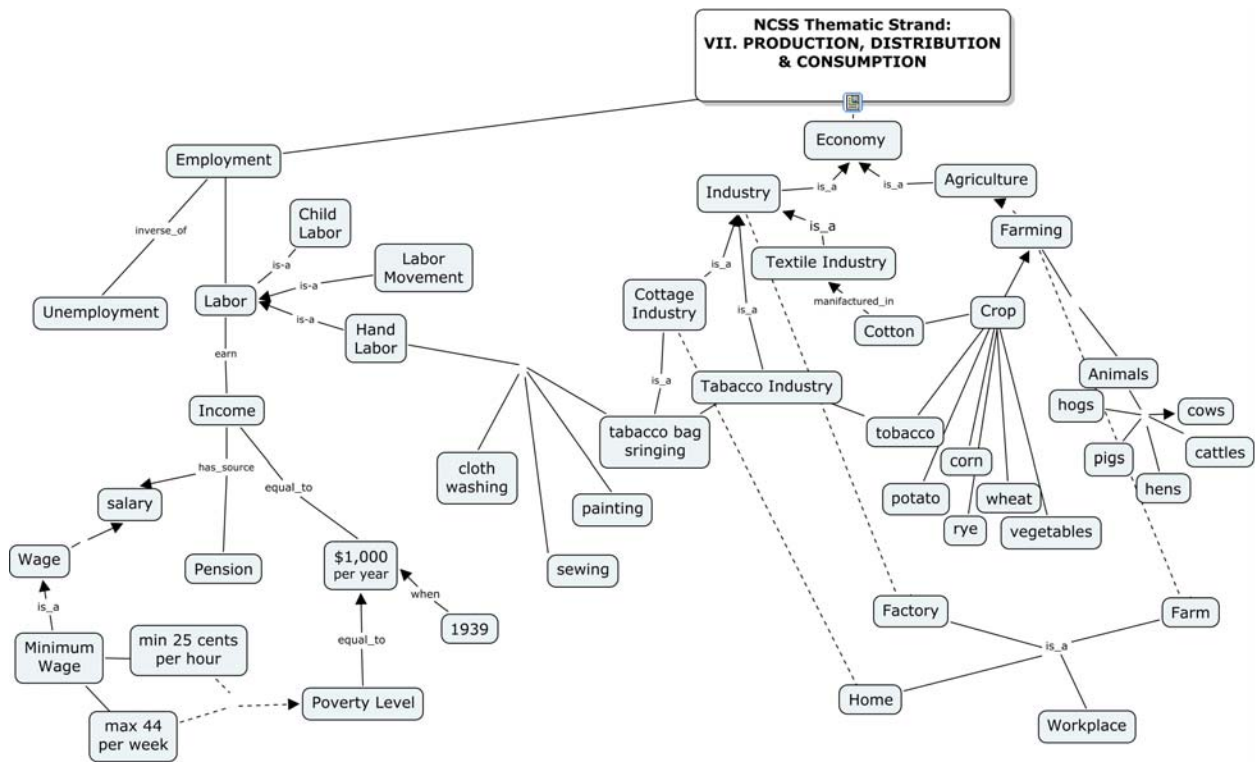 NCSS Thematic Strand:
VII. PRODUCTION, DISTRIBUTION
& CONSUMPTION
Employment
Economy
is_a
is_a
Industry
Agriculture
inverse_of
Child
Labor
is_a
Farming
is-a
Labor
Movement
Textile Industry
is_a
Unemployment
Labor
is-a
Cottage
Industry
manifactured_in
is-a
Hand
Labor
is_a
Cotton
Crop
earn
is_a
Tabacco Industry
Animals
Income
hogs
cows
tabacco bag
sringing
tobacco
cattles
has_source
cloth
washing
corn
pigs
equal_to
hens
salary
painting
potato
wheat
rye
vegetables
Wage
Pension
$1,000
per year
sewing
is_a
when
1939
Factory
Farm
Minimum
Wage
min 25 cents
per hour
equal_to
is_a
Poverty Level
Home
max 44
per week
Workplace